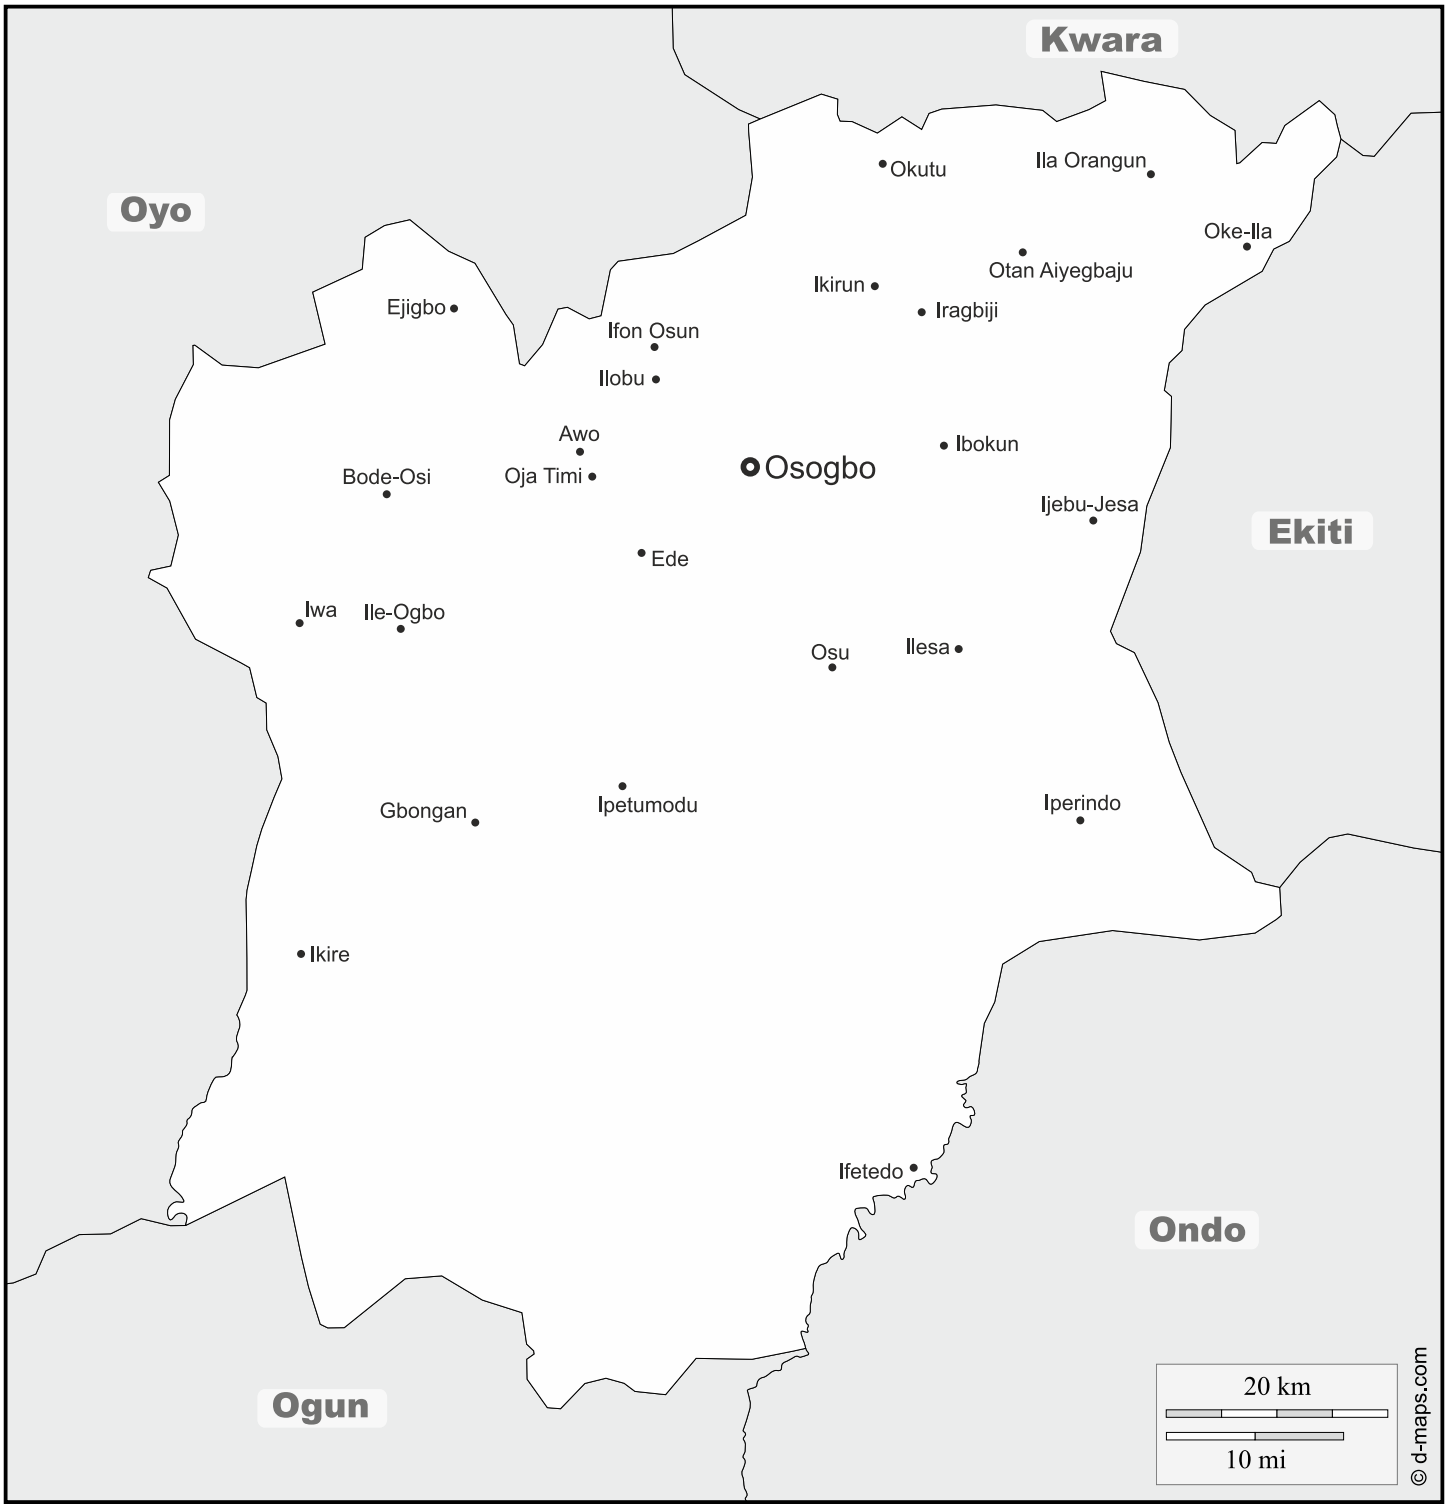 Kwara
Okutu
Ila Orangun
Oyo
Oke-Ila
Otan Aiyegbaju
Ikirun
Ejigbo
Iragbiji
Ifon Osun
Ilobu
Awo
Ibokun
Osogbo
Bode-Osi
Oja Timi
Ijebu-Jesa
Ekiti
Ede
Iwa
Ile-Ogbo
Osu
Ilesa
Ipetumodu
Iperindo
Gbongan
Ikire
Ifetedo
Ondo
Ogun
20 km
10 mi
© d-maps.com